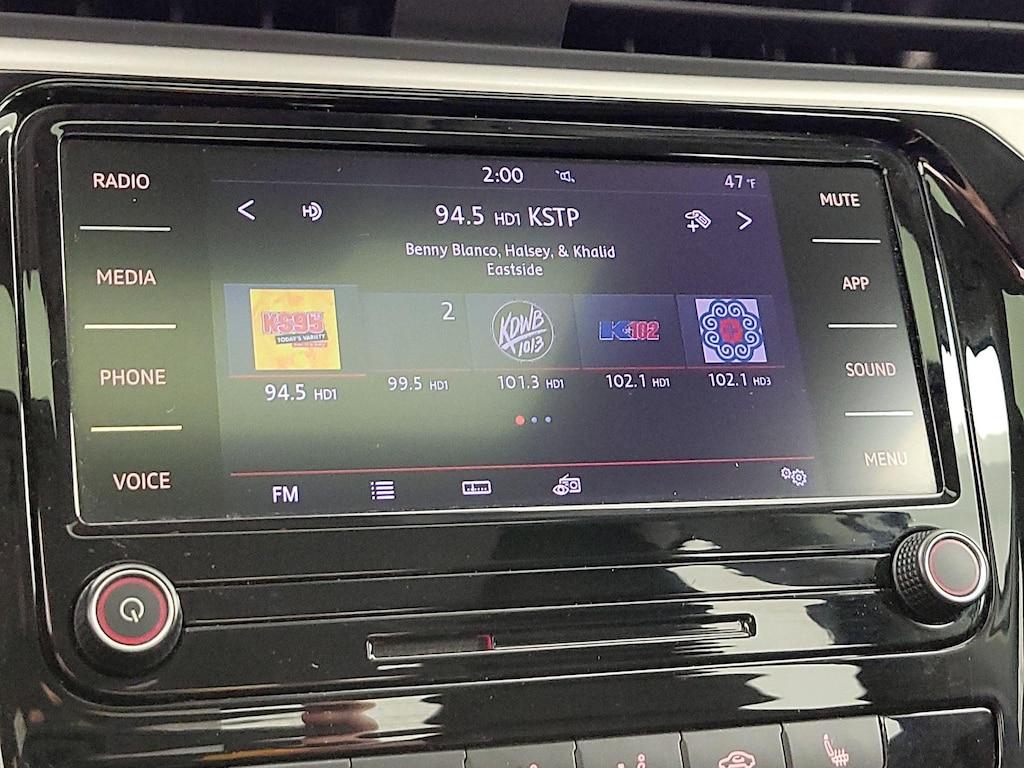 RADIO
MEDIA
PHONE
VOICE
2:00
47°F
94.5 HD1 KSTP
Benny Blanco, Halsey, & Khalid
Eastside
KS95
TODAY'S VARIETY
2
KDWB
101.3
K102
94.5 HD1
99.5 HD1
101.3 HD1
102.1 HD1
102.1 HD3
FM
MUTE
APP
SOUND
MENU